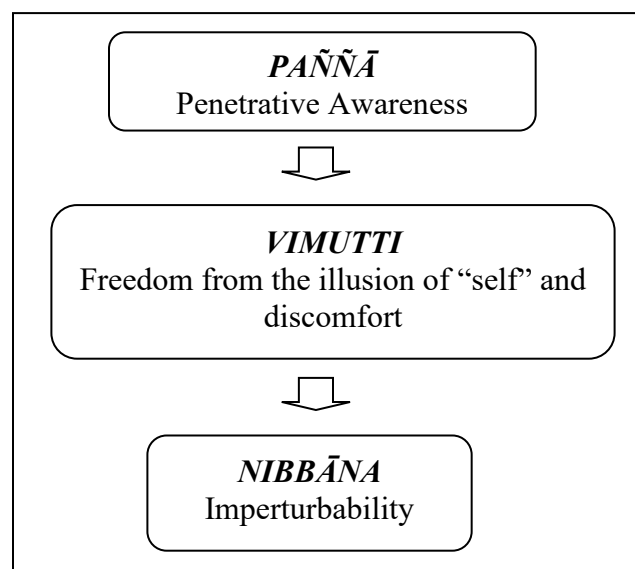 PAÑÑĀ
Penetrative Awareness
VIMUTTI
Freedom from the illusion of “self” and
discomfort
NIBBĀNA
Imperturbability